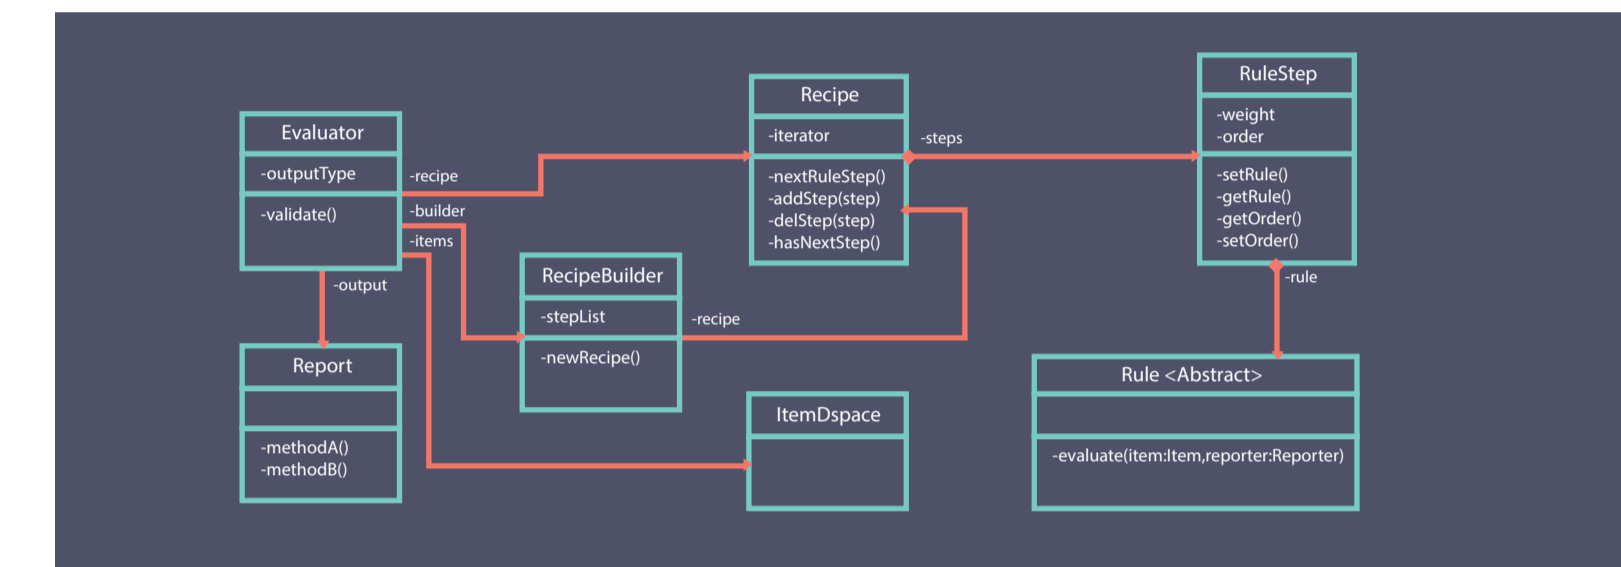 Evaluator
-outputType
-validate()
-recipe
-builder
-items
-output
Report
-methodA()
-methodB()
RecipeBuilder
-stepList
-newRecipe()
-recipe
Recipe
-iterator
-nextRuleStep()
-addStep(step)
-delStep(step)
-hasNextStep()
-steps
ItemDspace
RuleStep
-weight
-order
-setRule()
-getRule()
-getOrder()
-setOrder()
-rule
Rule <Abstract>
-evaluate(item:Item,reporter:Reporter)